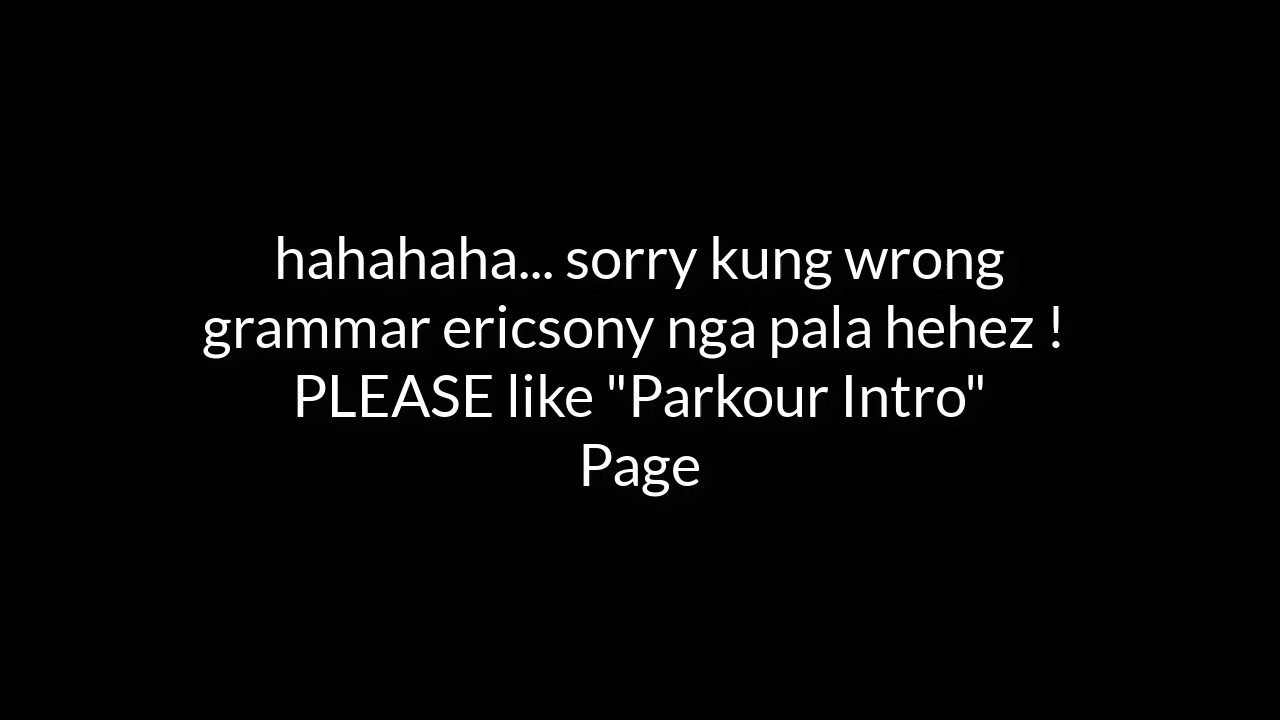 hahahaha... sorry kung wrong
grammar ericsony nga pala hehez !
PLEASE like "Parkour Intro"
Page